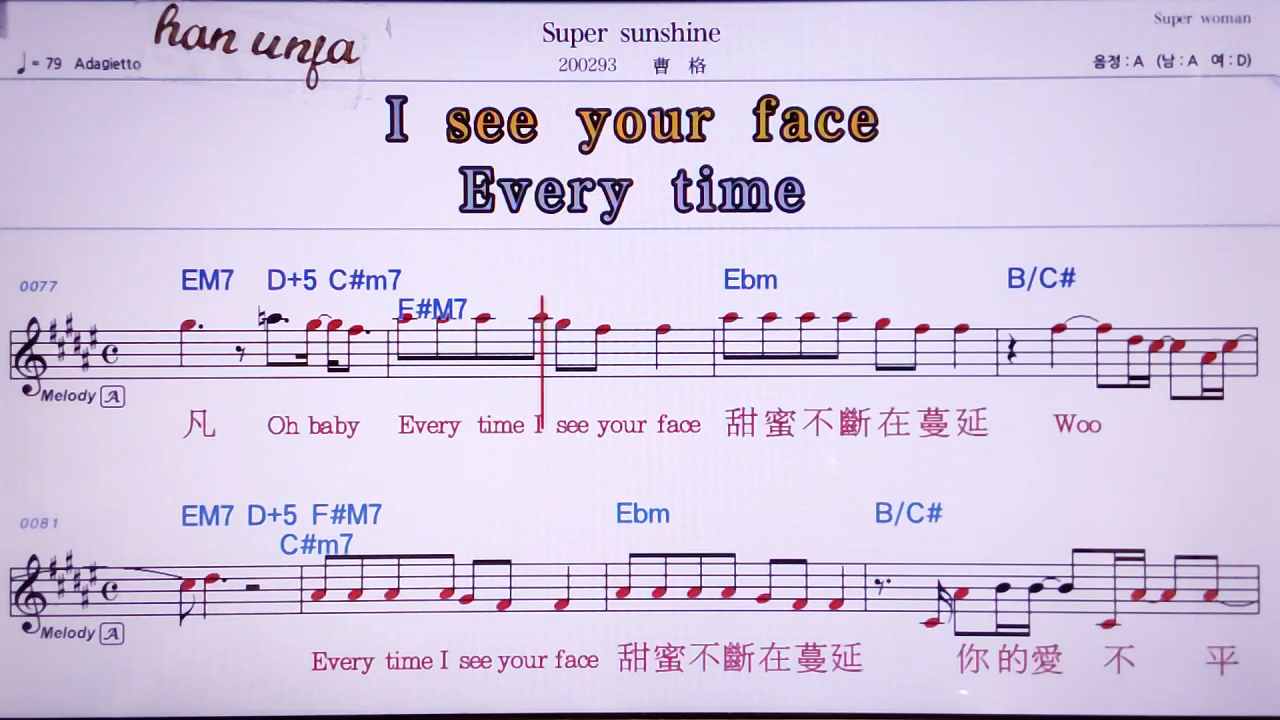 han unja
Super sunshine
Super woman
♩= 79 Adagietto
200293 曹 格
음정 : A (남 : A 여 : D)
I see your face
Every time
0077
EM7 D+5 C#m7 F#M7 Ebm B/C#
Melody A
凡 Oh baby Every time I see your face 甜蜜不斷在蔓延 Woo
0081
EM7 D+5 F#M7 Ebm B/C#
C#m7
Melody A
Every time I see your face 甜蜜不斷在蔓延 你的愛 不 平